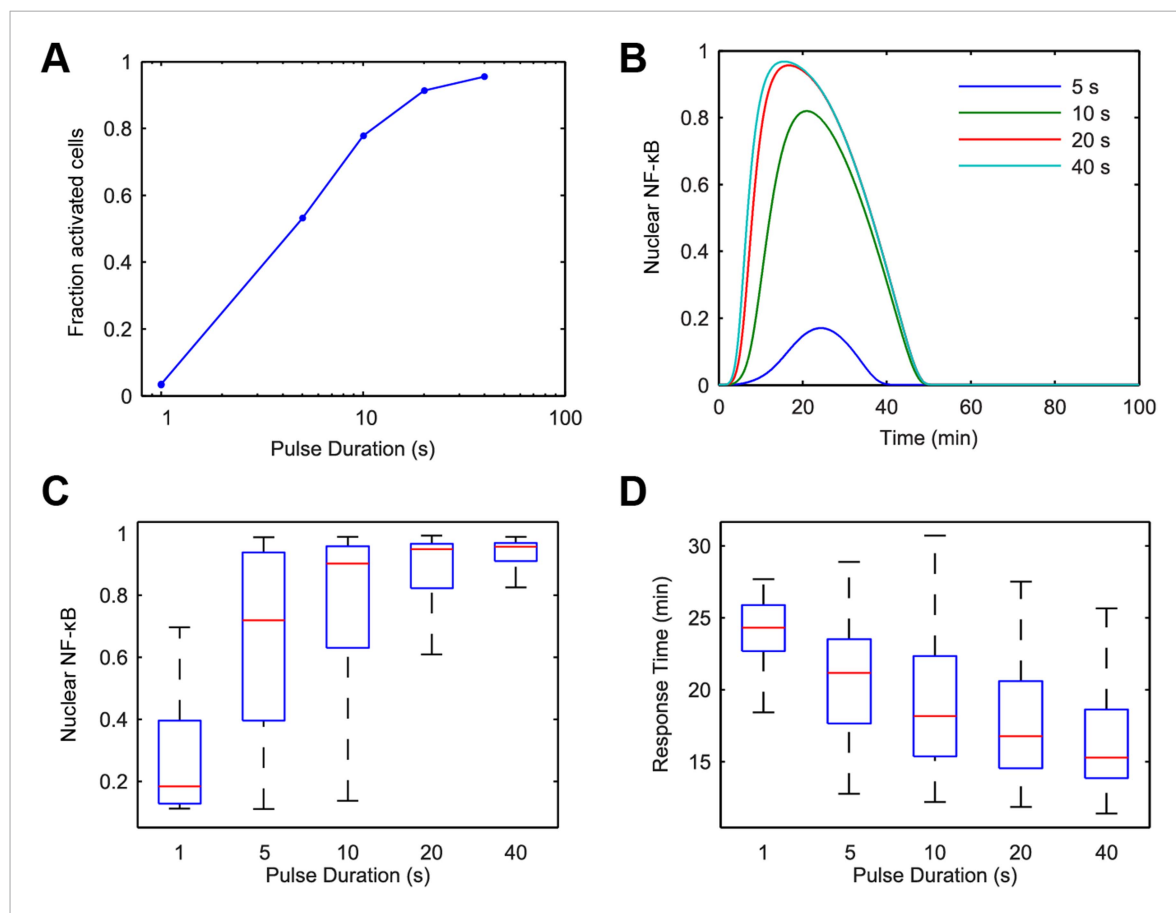 A
1
0.8
0.6
0.4
0.2
0
1
10
100
Fraction activated cells
Pulse Duration (s)
B
1
0.8
0.6
0.4
0.2
0
0
20
40
60
80
100
Nuclear NF-κB
Time (min)
5 s
10 s
20 s
40 s
C
1
0.8
0.6
0.4
0.2
1
5
10
20
40
Nuclear NF-κB
Pulse Duration (s)
D
30
25
20
15
1
5
10
20
40
Response Time (min)
Pulse Duration (s)